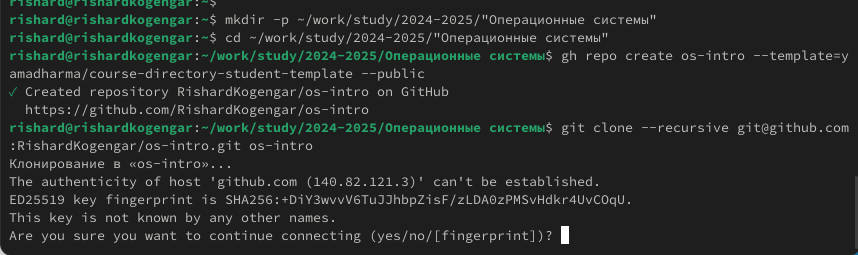 rishard@rishardkogengar:~$
rishard@rishardkogengar:~$ mkdir -p ~/work/study/2024-2025/"Операционные системы"
rishard@rishardkogengar:~$ cd ~/work/study/2024-2025/"Операционные системы"
rishard@rishardkogengar:~/work/study/2024-2025/Операционные системы$ gh repo create os-intro --template=y
amadharma/course-directory-student-template --public
✓ Created repository RishardKogengar/os-intro on GitHub
https://github.com/RishardKogengar/os-intro
rishard@rishardkogengar:~/work/study/2024-2025/Операционные системы$ git clone --recursive git@github.com
:RishardKogengar/os-intro.git os-intro
Клонирование в «os-intro»...
The authenticity of host 'github.com (140.82.121.3)' can't be established.
ED25519 key fingerprint is SHA256:+DiY3wvvV6TuJJhbpZisF/zLDA0zPMSvHdkr4UvCOqU.
This key is not known by any other names.
Are you sure you want to continue connecting (yes/no/[fingerprint])?